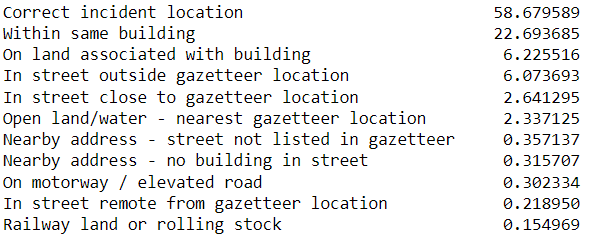 Correct incident location 58.679589
Within same building 22.693685
On land associated with building 6.225516
In street outside gazetteer location 6.073693
In street close to gazetteer location 2.641295
Open land/water - nearest gazetteer location 2.337125
Nearby address - street not listed in gazetteer 0.357137
Nearby address - no building in street 0.315707
On motorway / elevated road 0.302334
In street remote from gazetteer location 0.218950
Railway land or rolling stock 0.154969